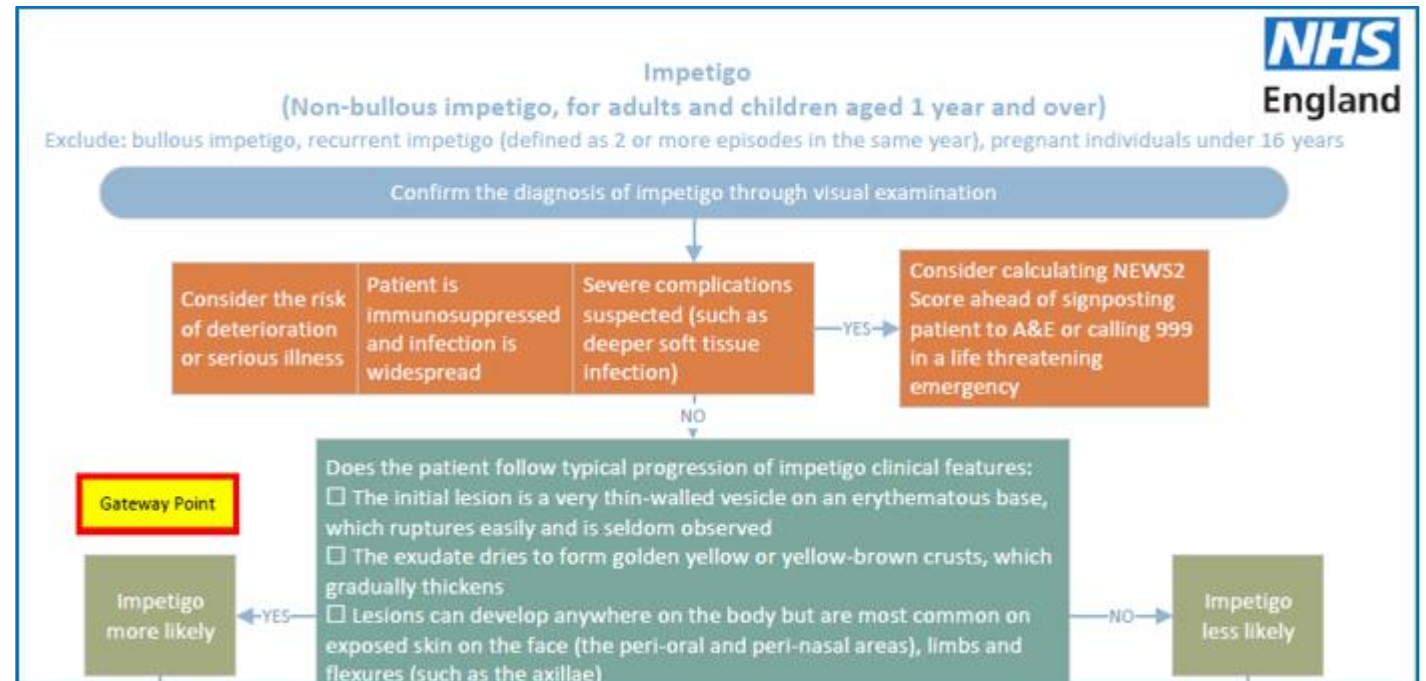 NHS
England
Impetigo
(Non-bullous impetigo, for adults and children aged 1 year and over)
Exclude: bullous impetigo, recurrent impetigo (defined as 2 or more episodes in the same year), pregnant individuals under 16 years
Confirm the diagnosis of impetigo through visual examination
Consider the risk
of deterioration
or serious illness
Patient is
immunosuppressed
and infection is
widespread
Severe complications
suspected (such as
deeper soft tissue
infection)
YES
Consider calculating NEWS2
Score ahead of signposting
patient to A&E or calling 999
in a life threatening
emergency
NO
Gateway Point
Does the patient follow typical progression of impetigo clinical features:
☐ The initial lesion is a very thin-walled vesicle on an erythematous base,
which ruptures easily and is seldom observed
☐ The exudate dries to form golden yellow or yellow-brown crusts, which
gradually thickens
☐ Lesions can develop anywhere on the body but are most common on
exposed skin on the face (the peri-oral and peri-nasal areas), limbs and
flexures (such as the axillae)
YES
Impetigo
more likely
NO
Impetigo
less likely